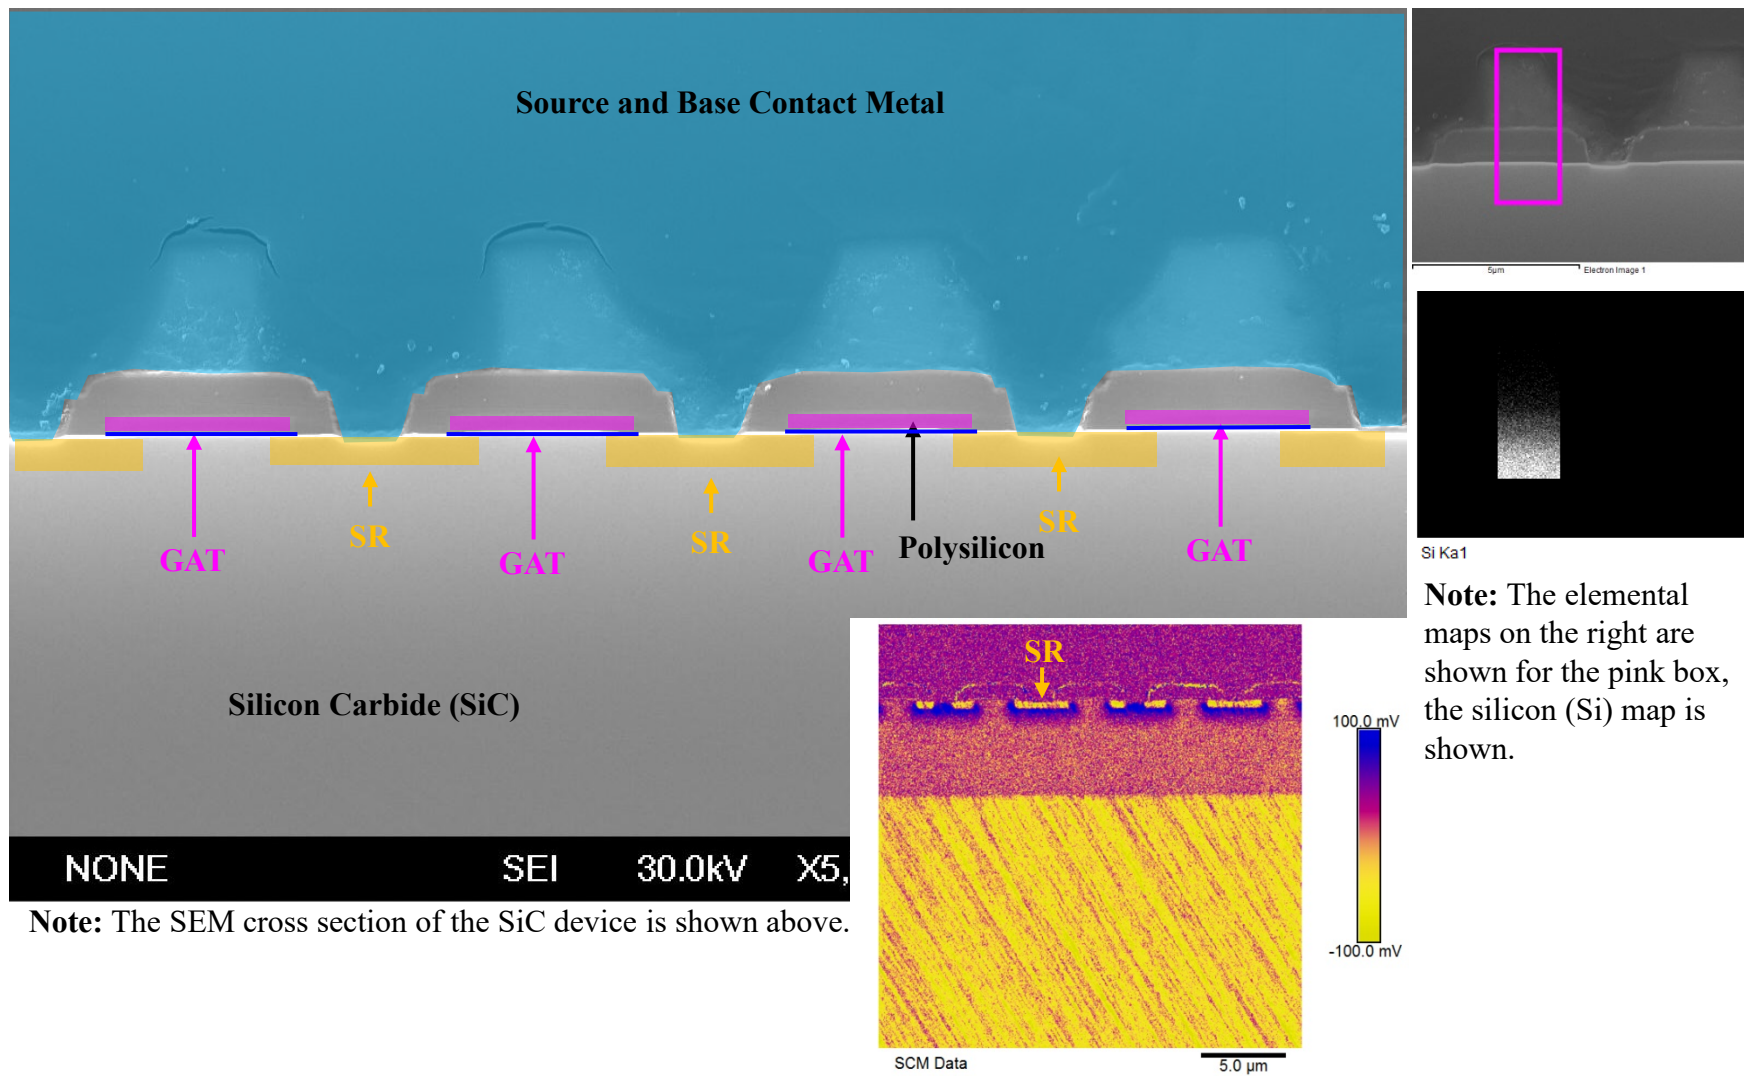 Source and Base Contact Metal
GAT
SR
GAT
SR
GAT
Polysilicon
SR
GAT
Silicon Carbide (SiC)
NONE SEI 30.0kV X5,
Note: The SEM cross section of the SiC device is shown above.
5µm
Electron Image 1
Si Ka1
Note: The elemental
maps on the right are
shown for the pink box,
the silicon (Si) map is
shown.
SR
100.0 mV
-100.0 mV
SCM Data
5.0 µm